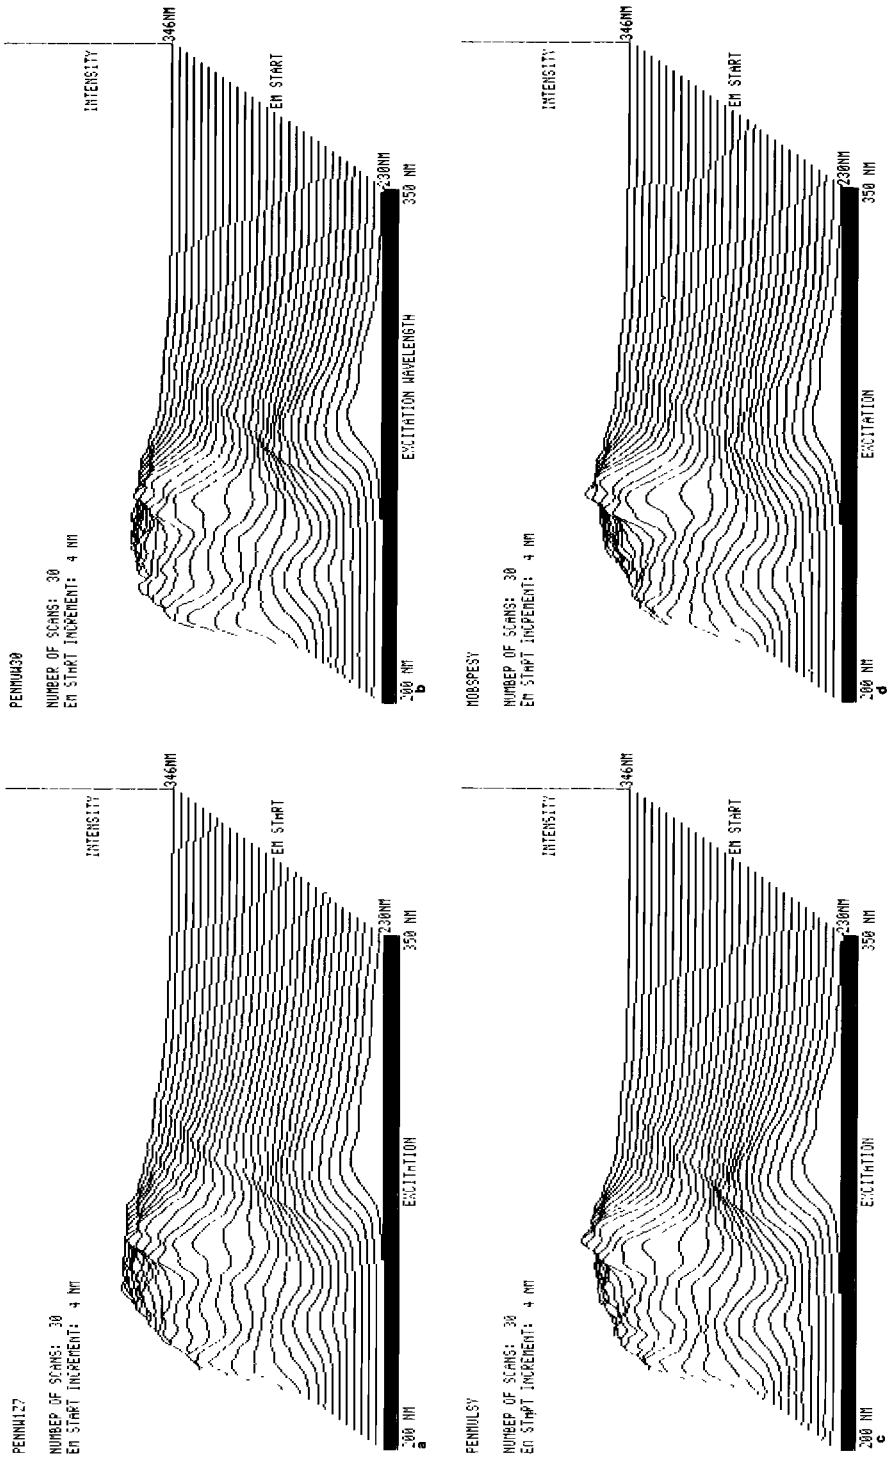 PENNW127
NUMBER OF SCANS: 30
EM START INCREMENT: 4 NM
INTENSITY
346NM
EM START
230NM
200 NM
350 NM
EXCITATION
a
PENMUW30
NUMBER OF SCANS: 30
EM START INCREMENT: 4 NM
INTENSITY
346NM
EM START
230NM
200 NM
350 NM
EXCITATION WAVELENGTH
b
PENMULSY
NUMBER OF SCANS: 30
EM START INCREMENT: 4 NM
INTENSITY
346NM
EM START
230NM
200 NM
350 NM
EXCITATION
c
MOBSPESY
NUMBER OF SCANS: 30
EM START INCREMENT: 4 NM
INTENSITY
346NM
EM START
230NM
200 NM
350 NM
EXCITATION
d